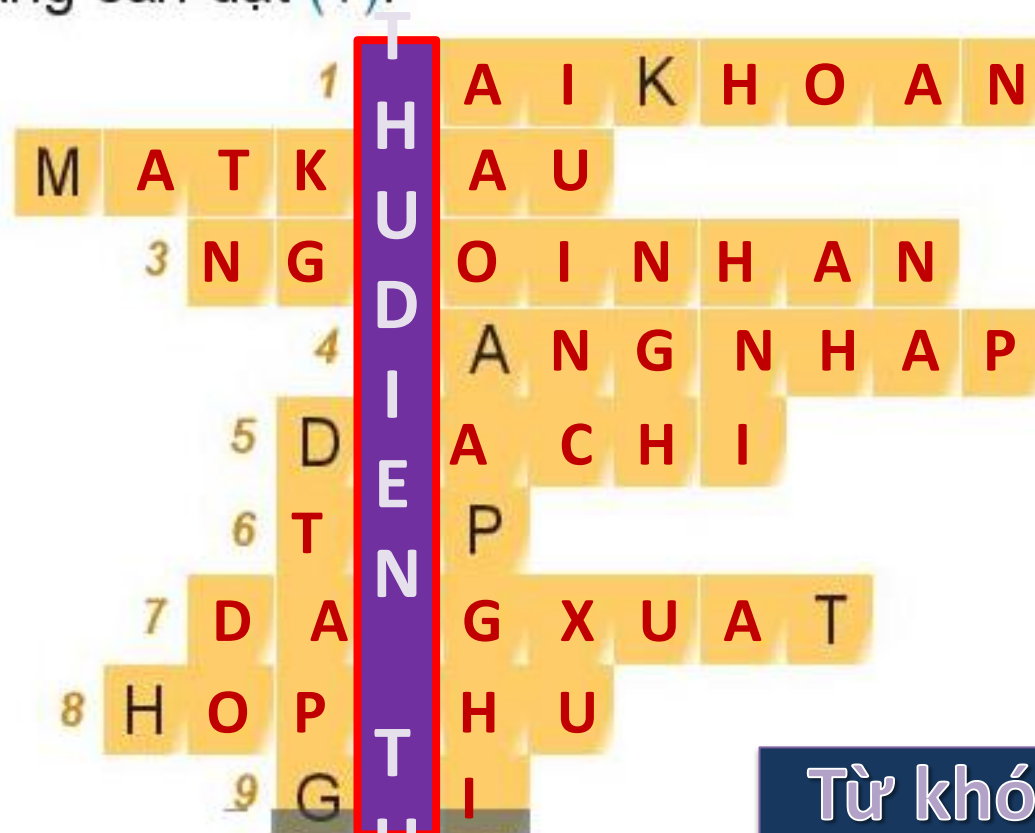 1 A I K H O A N
M A T K A U
3 N G O I N H A N
4 A N G N H A P
5 D A C H I
6 T P
7 D A G X U A T
8 H O P H U
9 G I
T H U D I E N T
Từ khó